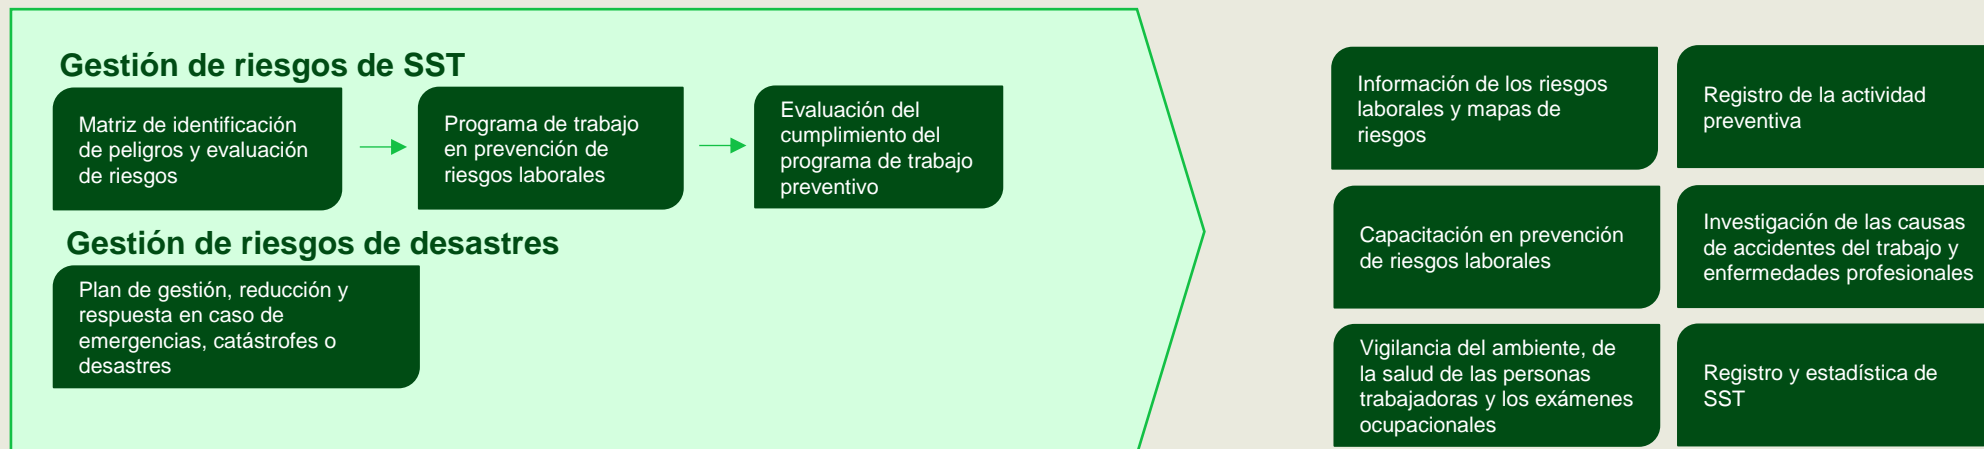 Gestión de riesgos de SST
Matriz de identificación
de peligros y evaluación
de riesgos
Programa de trabajo
en prevención de
riesgos laborales
Evaluación del
cumplimiento del
programa de trabajo
preventivo
Gestión de riesgos de desastres
Plan de gestión, reducción y
respuesta en caso de
emergencias, catástrofes o
desastres
Información de los riesgos
laborales y mapas de
riesgos
Registro de la actividad
preventiva
Capacitación en prevención
de riesgos laborales
Investigación de las causas
de accidentes del trabajo y
enfermedades profesionales
Vigilancia del ambiente, de
la salud de las personas
trabajadoras y los exámenes
ocupacionales
Registro y estadística de
SST